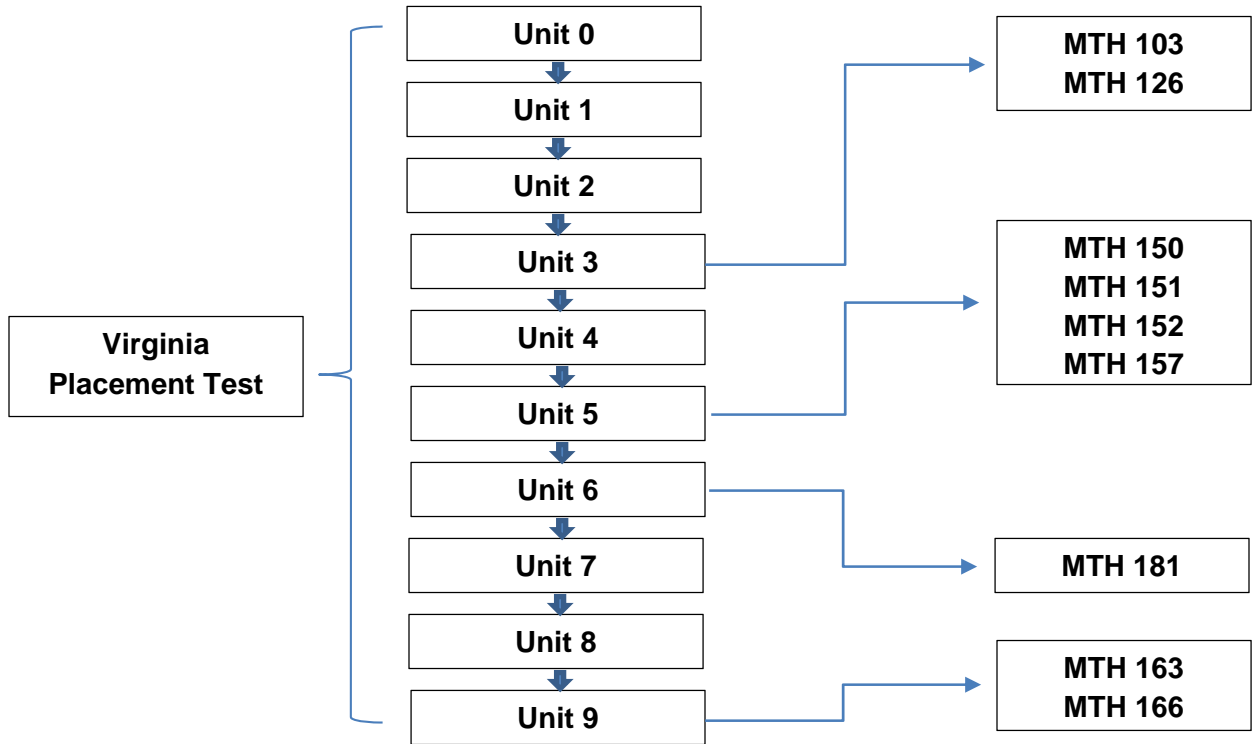 Virginia
Placement Test
Unit 0
Unit 1
Unit 2
Unit 3
Unit 4
Unit 5
Unit 6
Unit 7
Unit 8
Unit 9
MTH 103
MTH 126
MTH 150
MTH 151
MTH 152
MTH 157
MTH 181
MTH 163
MTH 166